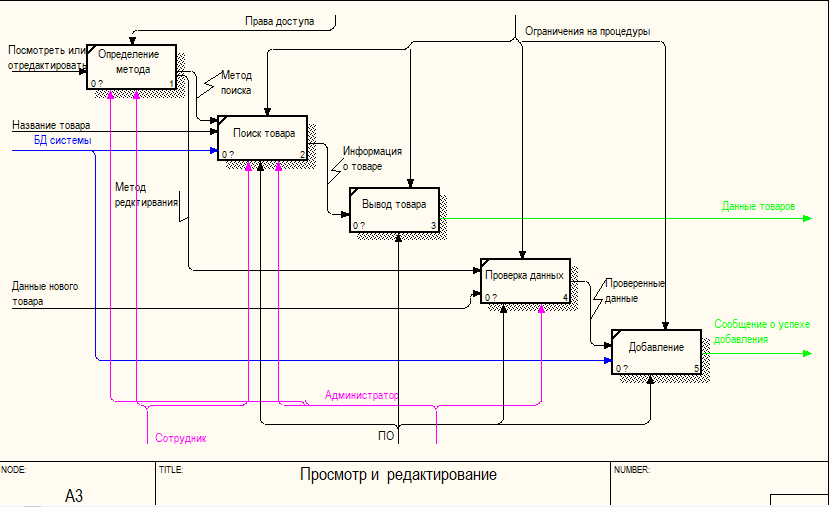 Права доступа
Ограничения на процедуры
Посмотреть или
отредактировать
Определение
метода
0 ?
1
Метод
поиска
Название товара
БД системы
Поиск товара
0 ?
2
Информация
о товаре
Метод
редктирвания
Вывод товара
0 ?
3
Данные товаров
Данные нового
товара
Проверка данных
0 ?
4
Проверенные
данные
Сообщение о успехе
добавления
Добавление
0 ?
5
Администратор
Сотрудник
ПО
NODE:
TITLE:
NUMBER:
Просмотр и редактирование
A3